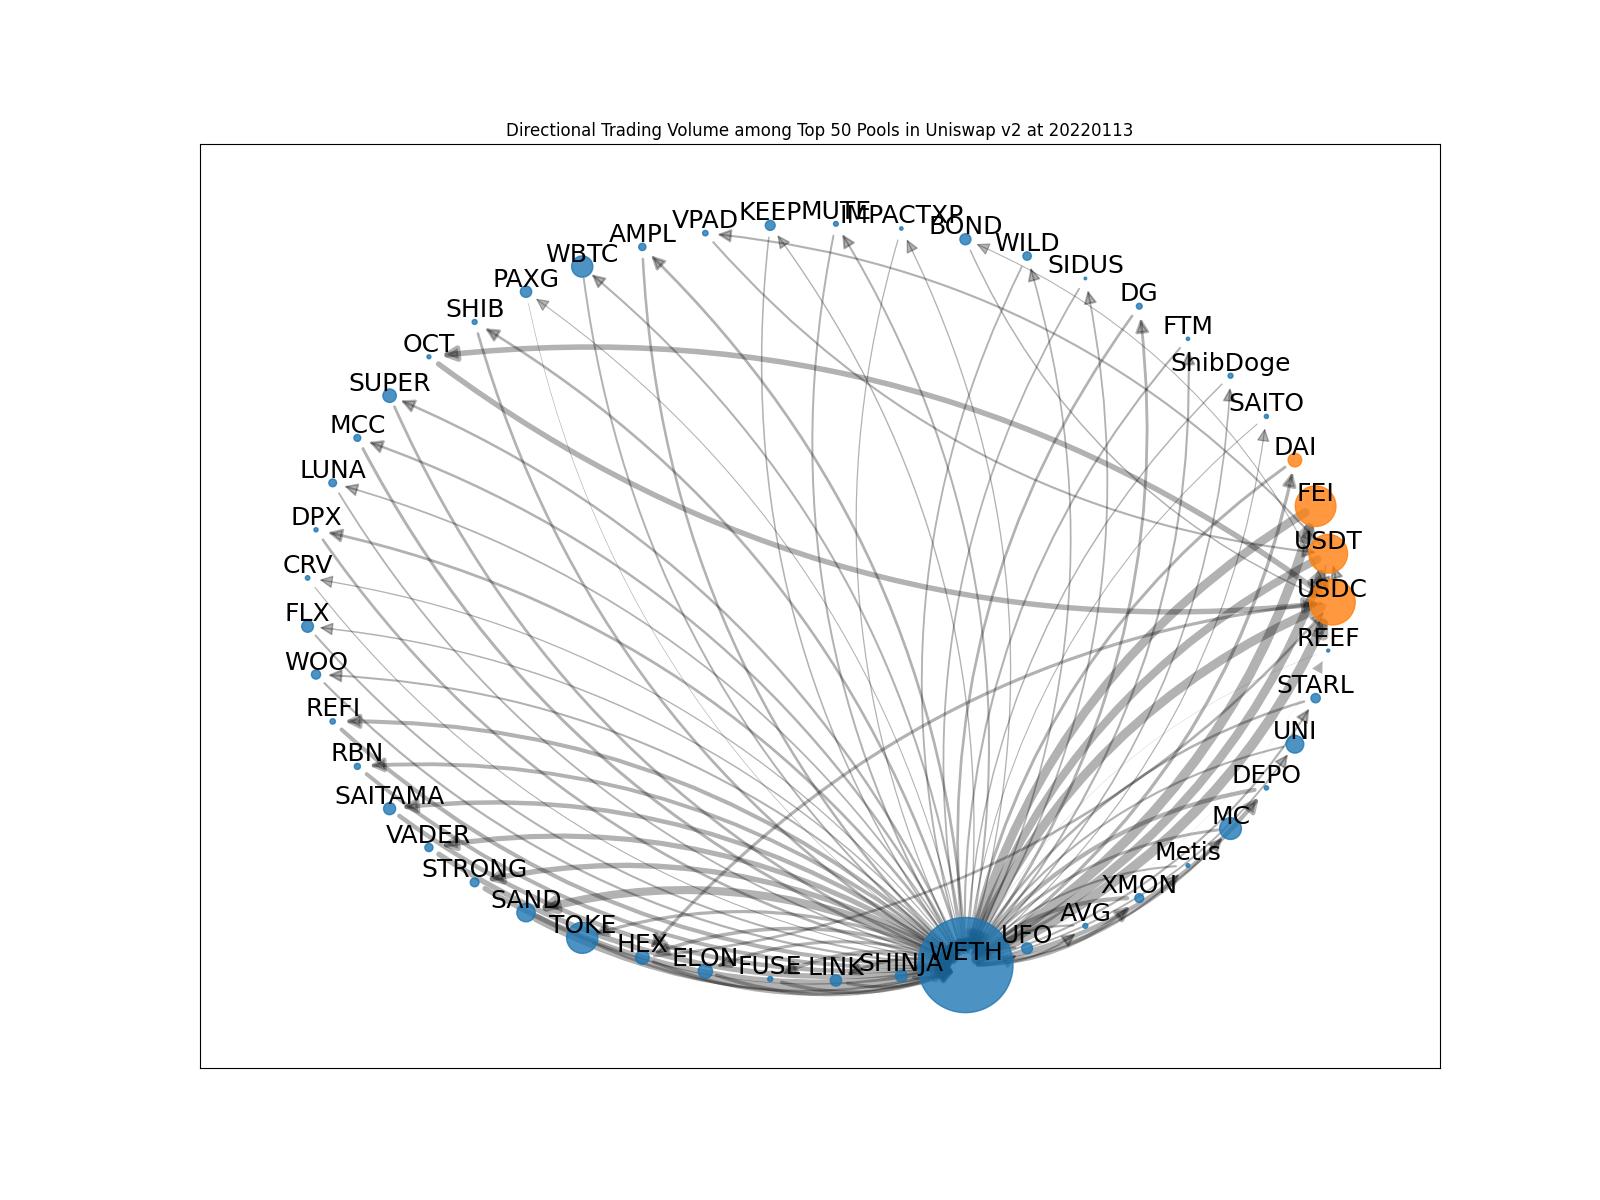 Directional Trading Volume among Top 50 Pools in Uniswap v2 at 20220113
KEEP
MUTE
IMPACTXP
VPAD
BOND
AMPL
WILD
WBTC
SIDUS
PAXG
DG
SHIB
FTM
OCT
ShibDoge
SUPER
SAITO
MCC
DAI
LUNA
FEI
DPX
USDT
CRV
USDC
FLX
REEF
WOO
STARL
REFI
UNI
RBN
DEPO
SAITAMA
MC
VADER
Metis
STRONG
XMON
SAND
AVG
TOKE
UFO
HEX
WETH
ELON
FUSE
LINK
SHINJA